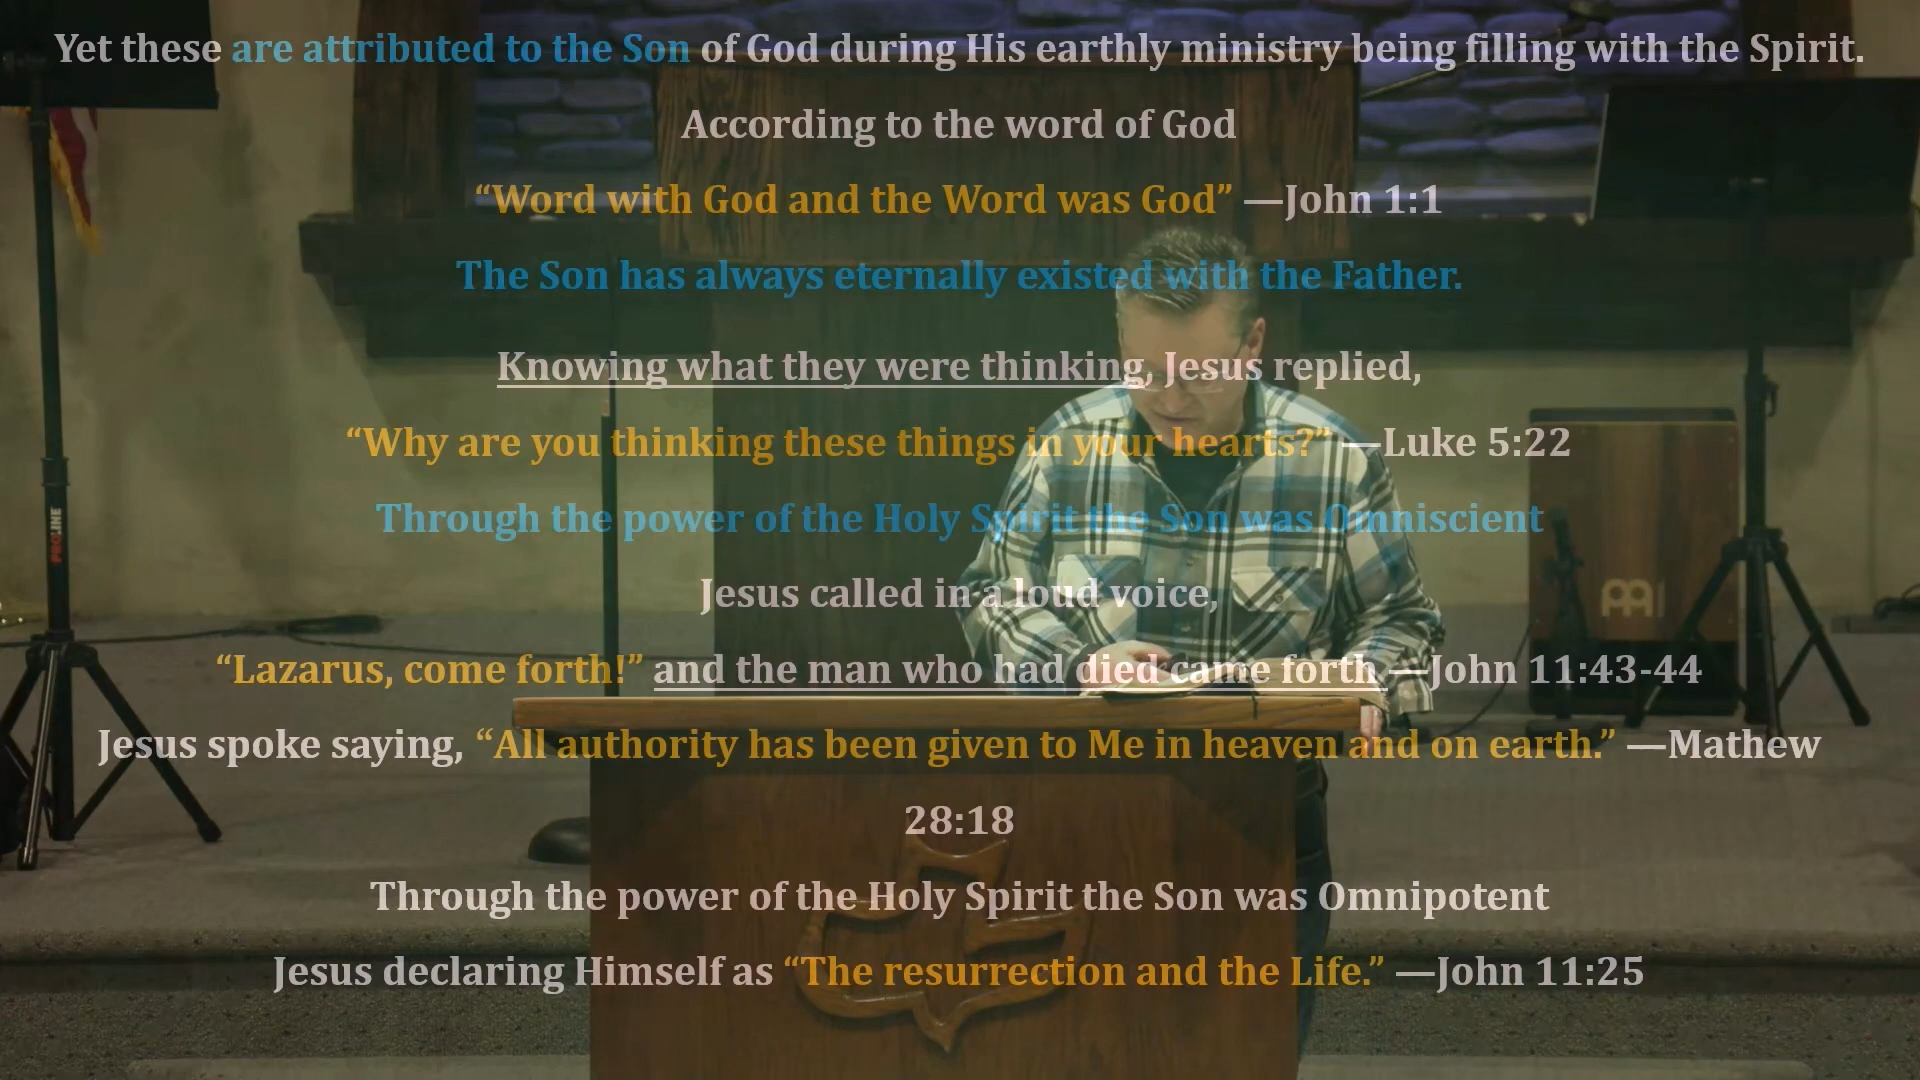 Yet these are attributed to the Son of God during His earthly ministry being filling with the Spirit.
According to the word of God
“Word with God and the Word was God” —John 1:1
The Son has always eternally existed with the Father.
Knowing what they were thinking, Jesus replied,
“Why are you thinking these things in your hearts?” —Luke 5:22
Through the power of the Holy Spirit the Son was Omniscient
Jesus called in a loud voice,
“Lazarus, come forth!” and the man who had died came forth —John 11:43-44
Jesus spoke saying, “All authority has been given to Me in heaven and on earth.” —Mathew
28:18
Through the power of the Holy Spirit the Son was Omnipotent
Jesus declaring Himself as “The resurrection and the Life.” —John 11:25
PROLINE